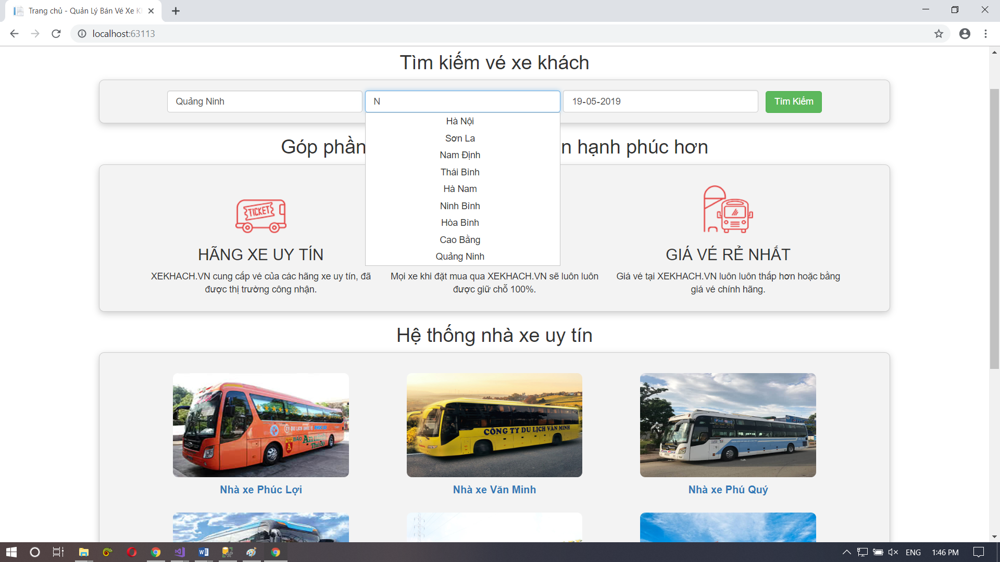 Trang chủ - Quản Lý Bán Vé Xe K
localhost:63113
Tìm kiếm vé xe khách
Quảng Ninh
N
19-05-2019
Tìm Kiếm
Hà Nội
Sơn La
Nam Định
Thái Bình
Hà Nam
Ninh Bình
Hòa Bình
Cao Bằng
Quảng Ninh
Góp phần
n hạnh phúc hơn
TICKET
HÃNG XE UY TÍN
XEKHACH.VN cung cấp vé của các hãng xe uy tín, đã
được thị trường công nhận.
Mọi xe khi đặt mua qua XEKHACH.VN sẽ luôn luôn
được giữ chỗ 100%.
GIÁ VÉ RẺ NHẤT
Giá vé tại XEKHACH.VN luôn luôn thấp hơn hoặc bằng
giá vé chính hãng.
Hệ thống nhà xe uy tín
CÔNG TY DU LỊCH VĂN MINH
Nhà xe Phúc Lợi
Nhà xe Văn Minh
Nhà xe Phú Quý
ENG
1:46 PM